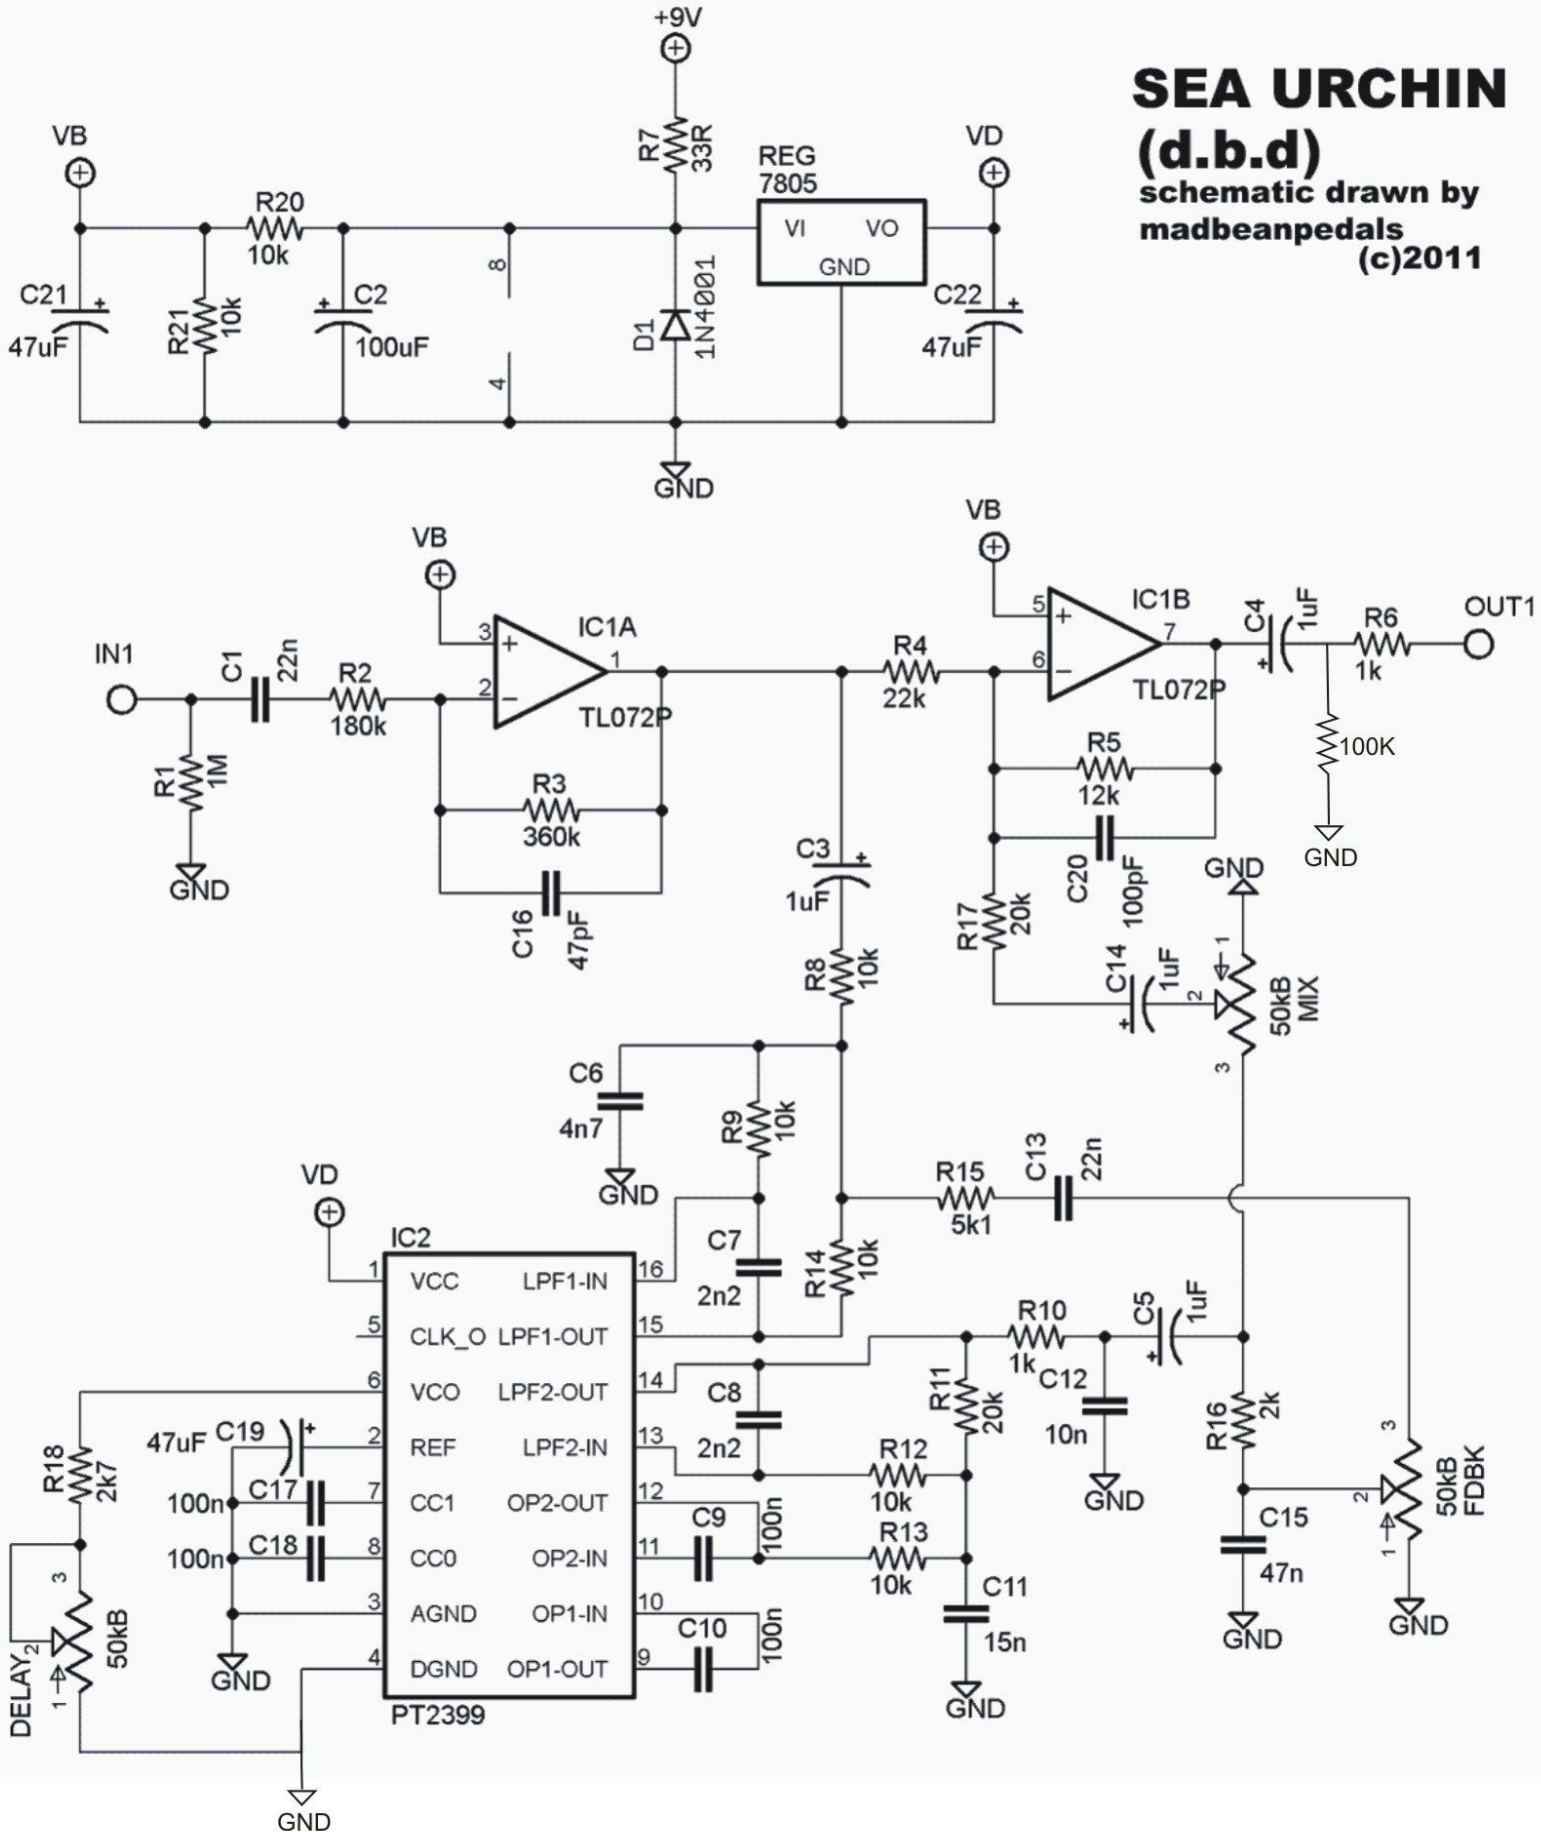 +9V
SEA URCHIN
(d.b.d)
schematic drawn by
madbeanpedals
(c)2011
VB
R7
33R
REG
7805
VD
R20
10k
VI
VO
GND
C21
47uF
R21
10k
C2
100uF
8
4
D1
1N4001
C22
47uF
GND
VB
VB
IN1
C1
22n
R2
180k
3
2
+
−
IC1A
1
TL072P
R4
22k
5
6
+
−
IC1B
7
TL072P
C4
1uF
+
R6
1k
OUT1
100K
GND
R1
1M
GND
R3
360k
C16
47pF
R5
12k
C20
100pF
C3
1uF
R8
10k
R17
20k
C14
1uF
GND
1
2
3
50kB
MIX
C6
4n7
GND
R9
10k
R15
5k1
C13
22n
VD
IC2
C7
2n2
R14
10k
1 VCC LPF1-IN 16
5 CLK_O LPF1-OUT 15
6 VCO LPF2-OUT 14
2 REF LPF2-IN 13
7 CC1 OP2-OUT 12
8 CC0 OP2-IN 11
3 AGND OP1-IN 10
4 DGND OP1-OUT 9
PT2399
C8
2n2
R10
1k
C5
1uF
R11
20k
C12
10n
GND
R16
2k
3
2
1
50kB
FDBK
GND
R12
10k
R13
10k
C9
100n
C10
100n
C11
15n
GND
C15
47n
GND
R18
2k7
47uF
C19
100n
C17
100n
C18
GND
3
2
1
50kB
DELAY
GND